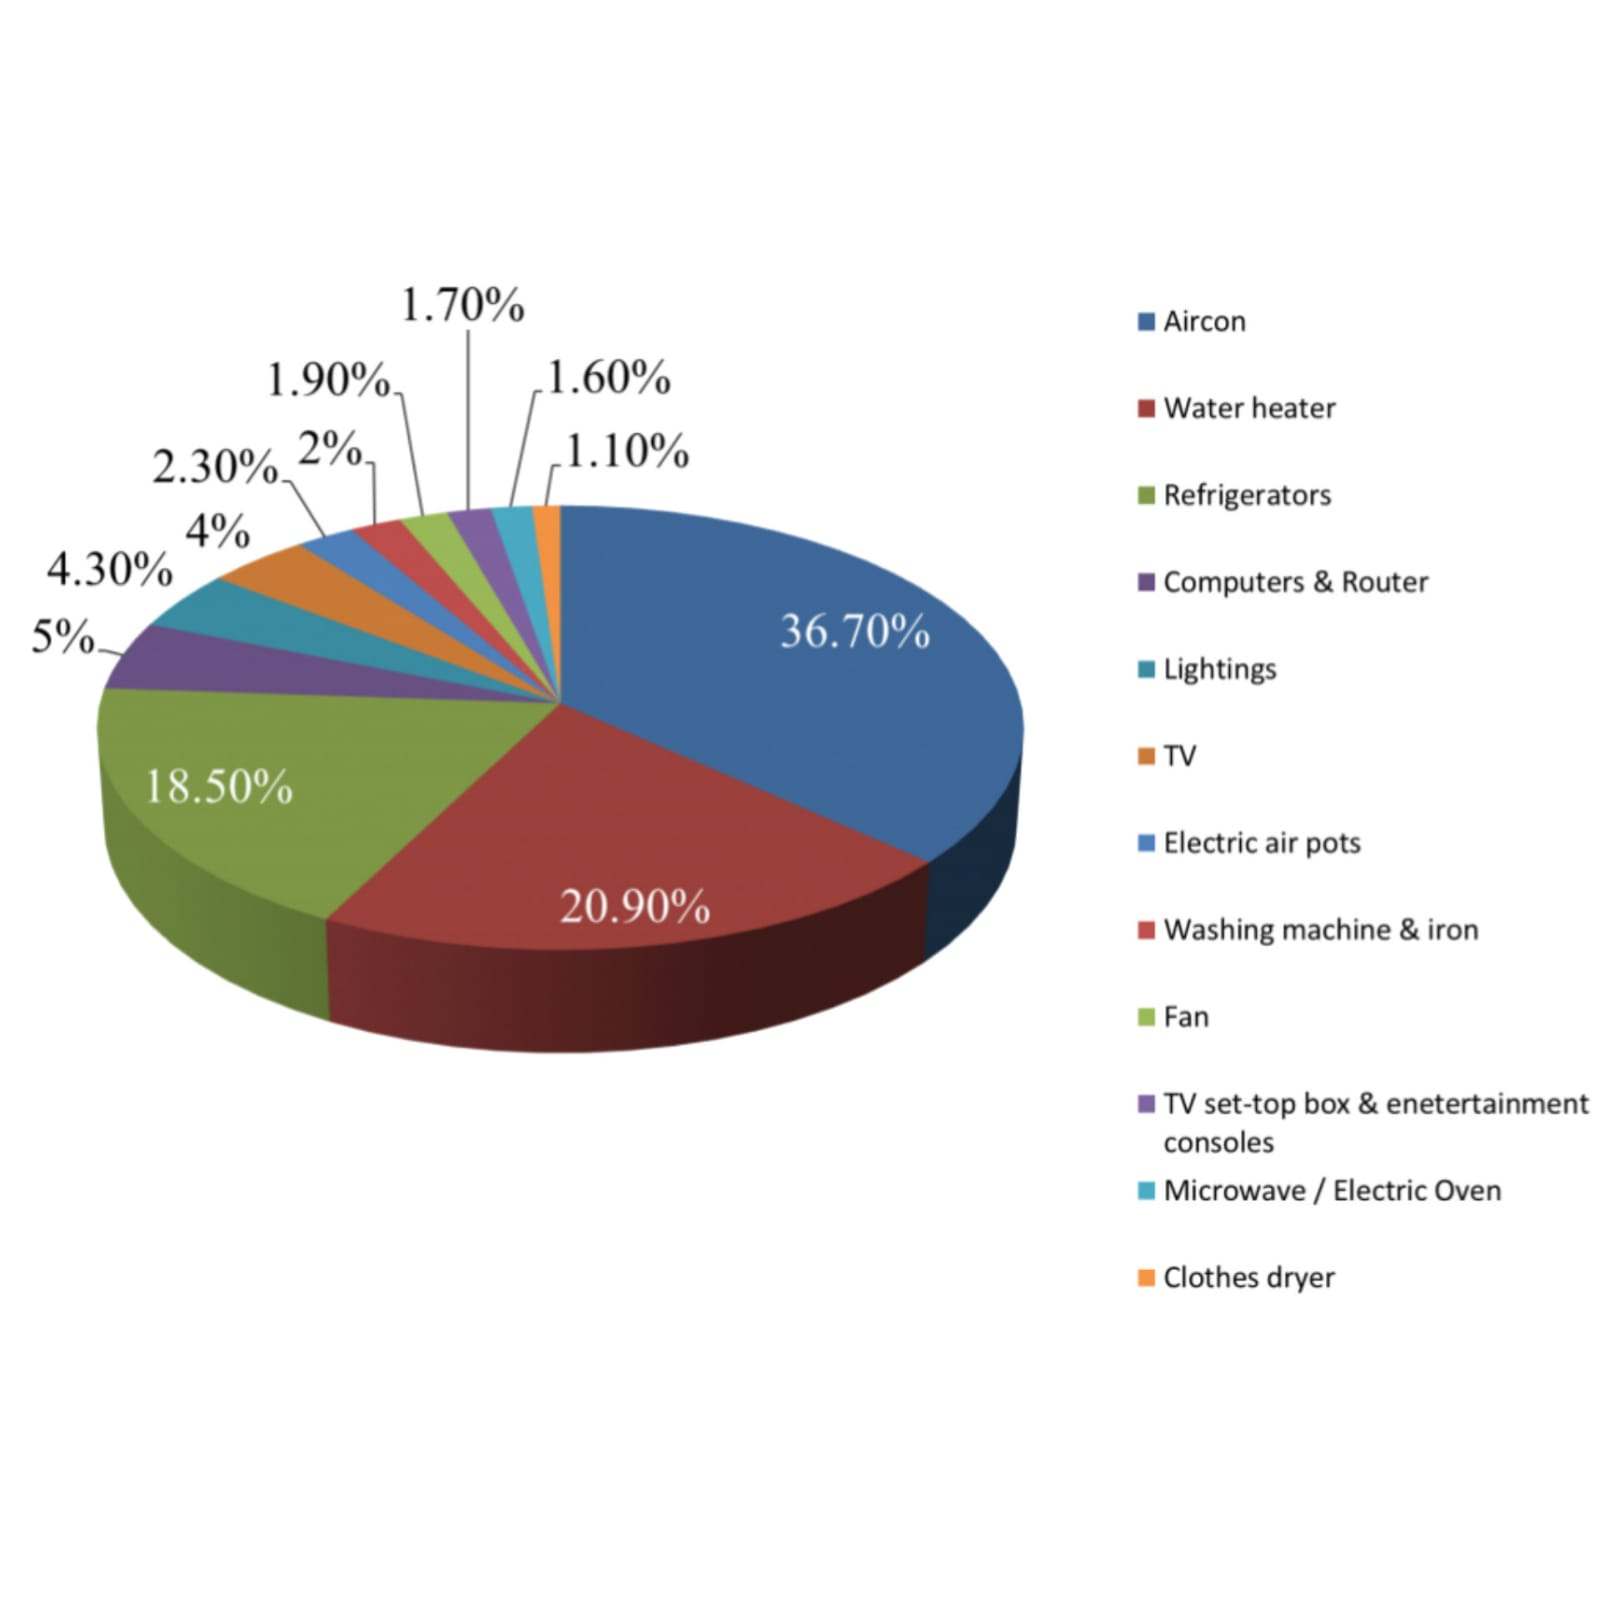 1.70%
1.90%
1.60%
2.30%
2%
1.10%
4%
4.30%
5%
36.70%
18.50%
20.90%
Aircon
Water heater
Refrigerators
Computers & Router
Lightings
TV
Electric air pots
Washing machine & iron
Fan
TV set-top box & enetertainment
consoles
Microwave / Electric Oven
Clothes dryer